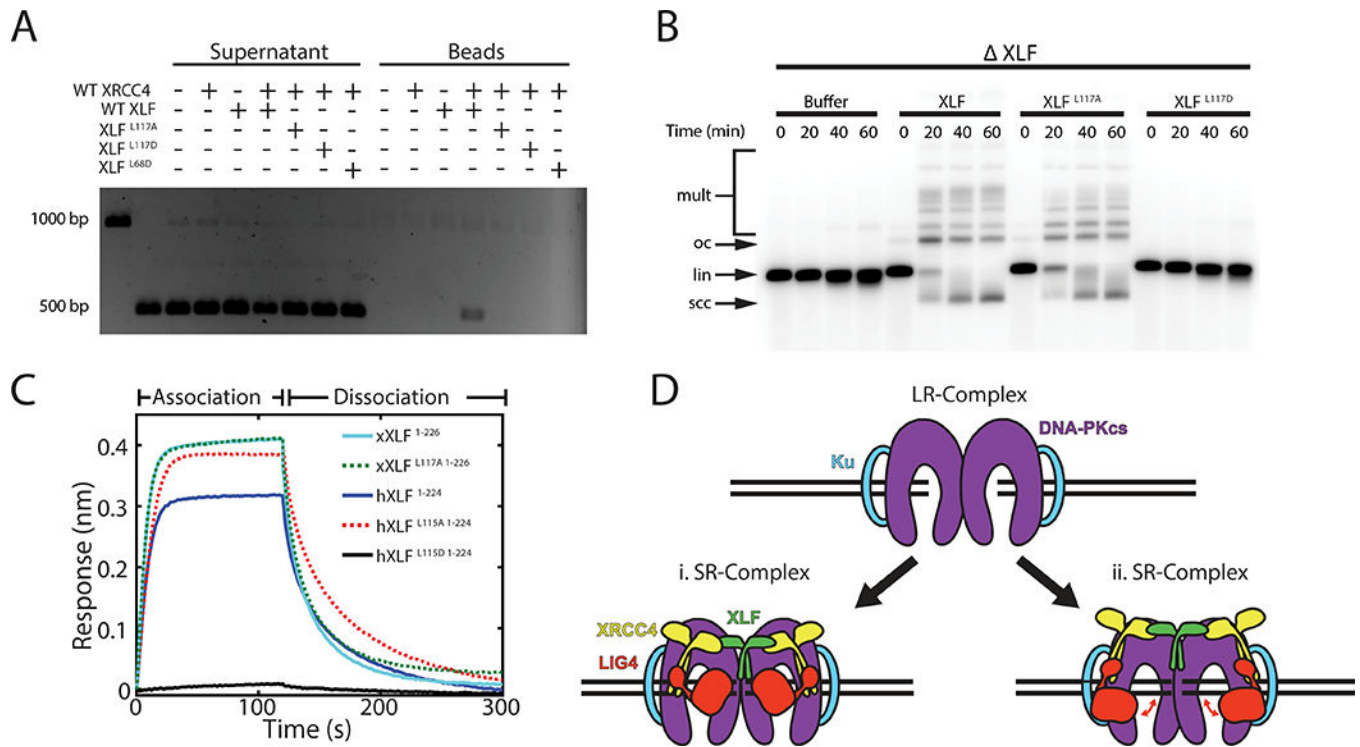 A
Supernatant Beads
WT XRCC4 - + - + + + + - + - + + + +
WT XLF - - + + - - - - - + + - - -
XLF L117A - - - - + - - - - - - + - -
XLF L117D - - - - - + - - - - - - + -
XLF L68D - - - - - - + - - - - - - +
1000 bp
500 bp
B
Δ XLF
Buffer XLF XLF L117A XLF L117D
Time (min) 0 20 40 60 0 20 40 60 0 20 40 60 0 20 40 60
mult
oc
lin
scc
C
Association Dissociation
Response (nm)
0.4
0.3
0.2
0.1
0
0 100 200 300
Time (s)
xXLF 1-226
xXLF L117A 1-226
hXLF 1-224
hXLF L115A 1-224
hXLF L115D 1-224
D
LR-Complex
DNA-PKcs
Ku
i. SR-Complex
ii. SR-Complex
XLF
XRCC4
LIG4